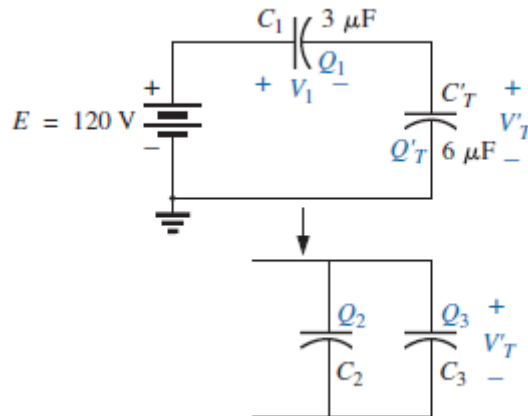 C1 3 μF
Q1
+ V1 −
E = 120 V
+
−
C'T
+
V'T
−
Q'T 6 μF
Q2
C2
Q3
C3
+
V'T
−